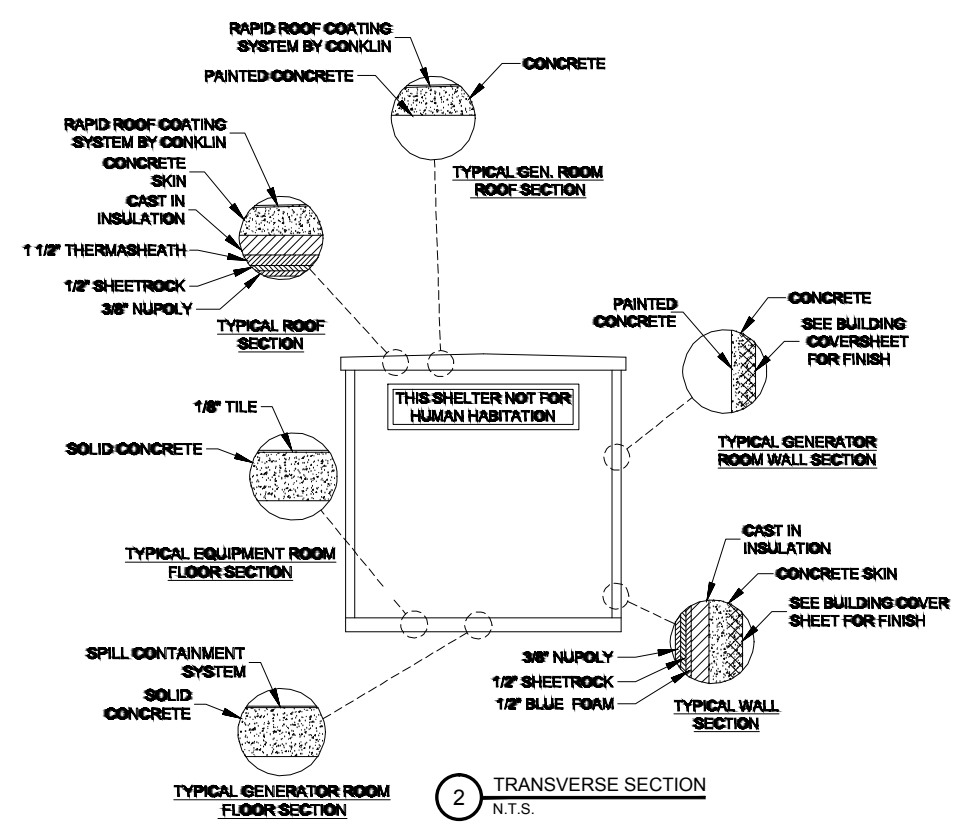 RAPID ROOF COATING
SYSTEM BY CONKLIN
PAINTED CONCRETE
CONCRETE
TYPICAL GEN. ROOM
ROOF SECTION
RAPID ROOF COATING
SYSTEM BY CONKLIN
CONCRETE
SKIN
CAST IN
INSULATION
1 1/2" THERMASHEATH
1/2" SHEETROCK
3/8" NUPOLY
TYPICAL ROOF
SECTION
PAINTED
CONCRETE
CONCRETE
SEE BUILDING
COVERSHEET
FOR FINISH
TYPICAL GENERATOR
ROOM WALL SECTION
THIS SHELTER NOT FOR
HUMAN HABITATION
1/8" TILE
SOLID CONCRETE
TYPICAL EQUIPMENT ROOM
FLOOR SECTION
CAST IN
INSULATION
CONCRETE SKIN
SEE BUILDING COVER
SHEET FOR FINISH
3/8" NUPOLY
1/2" SHEETROCK
1/2" BLUE FOAM
TYPICAL WALL
SECTION
SPILL CONTAINMENT
SYSTEM
SOLID
CONCRETE
TYPICAL GENERATOR ROOM
FLOOR SECTION
2 TRANSVERSE SECTION
N.T.S.